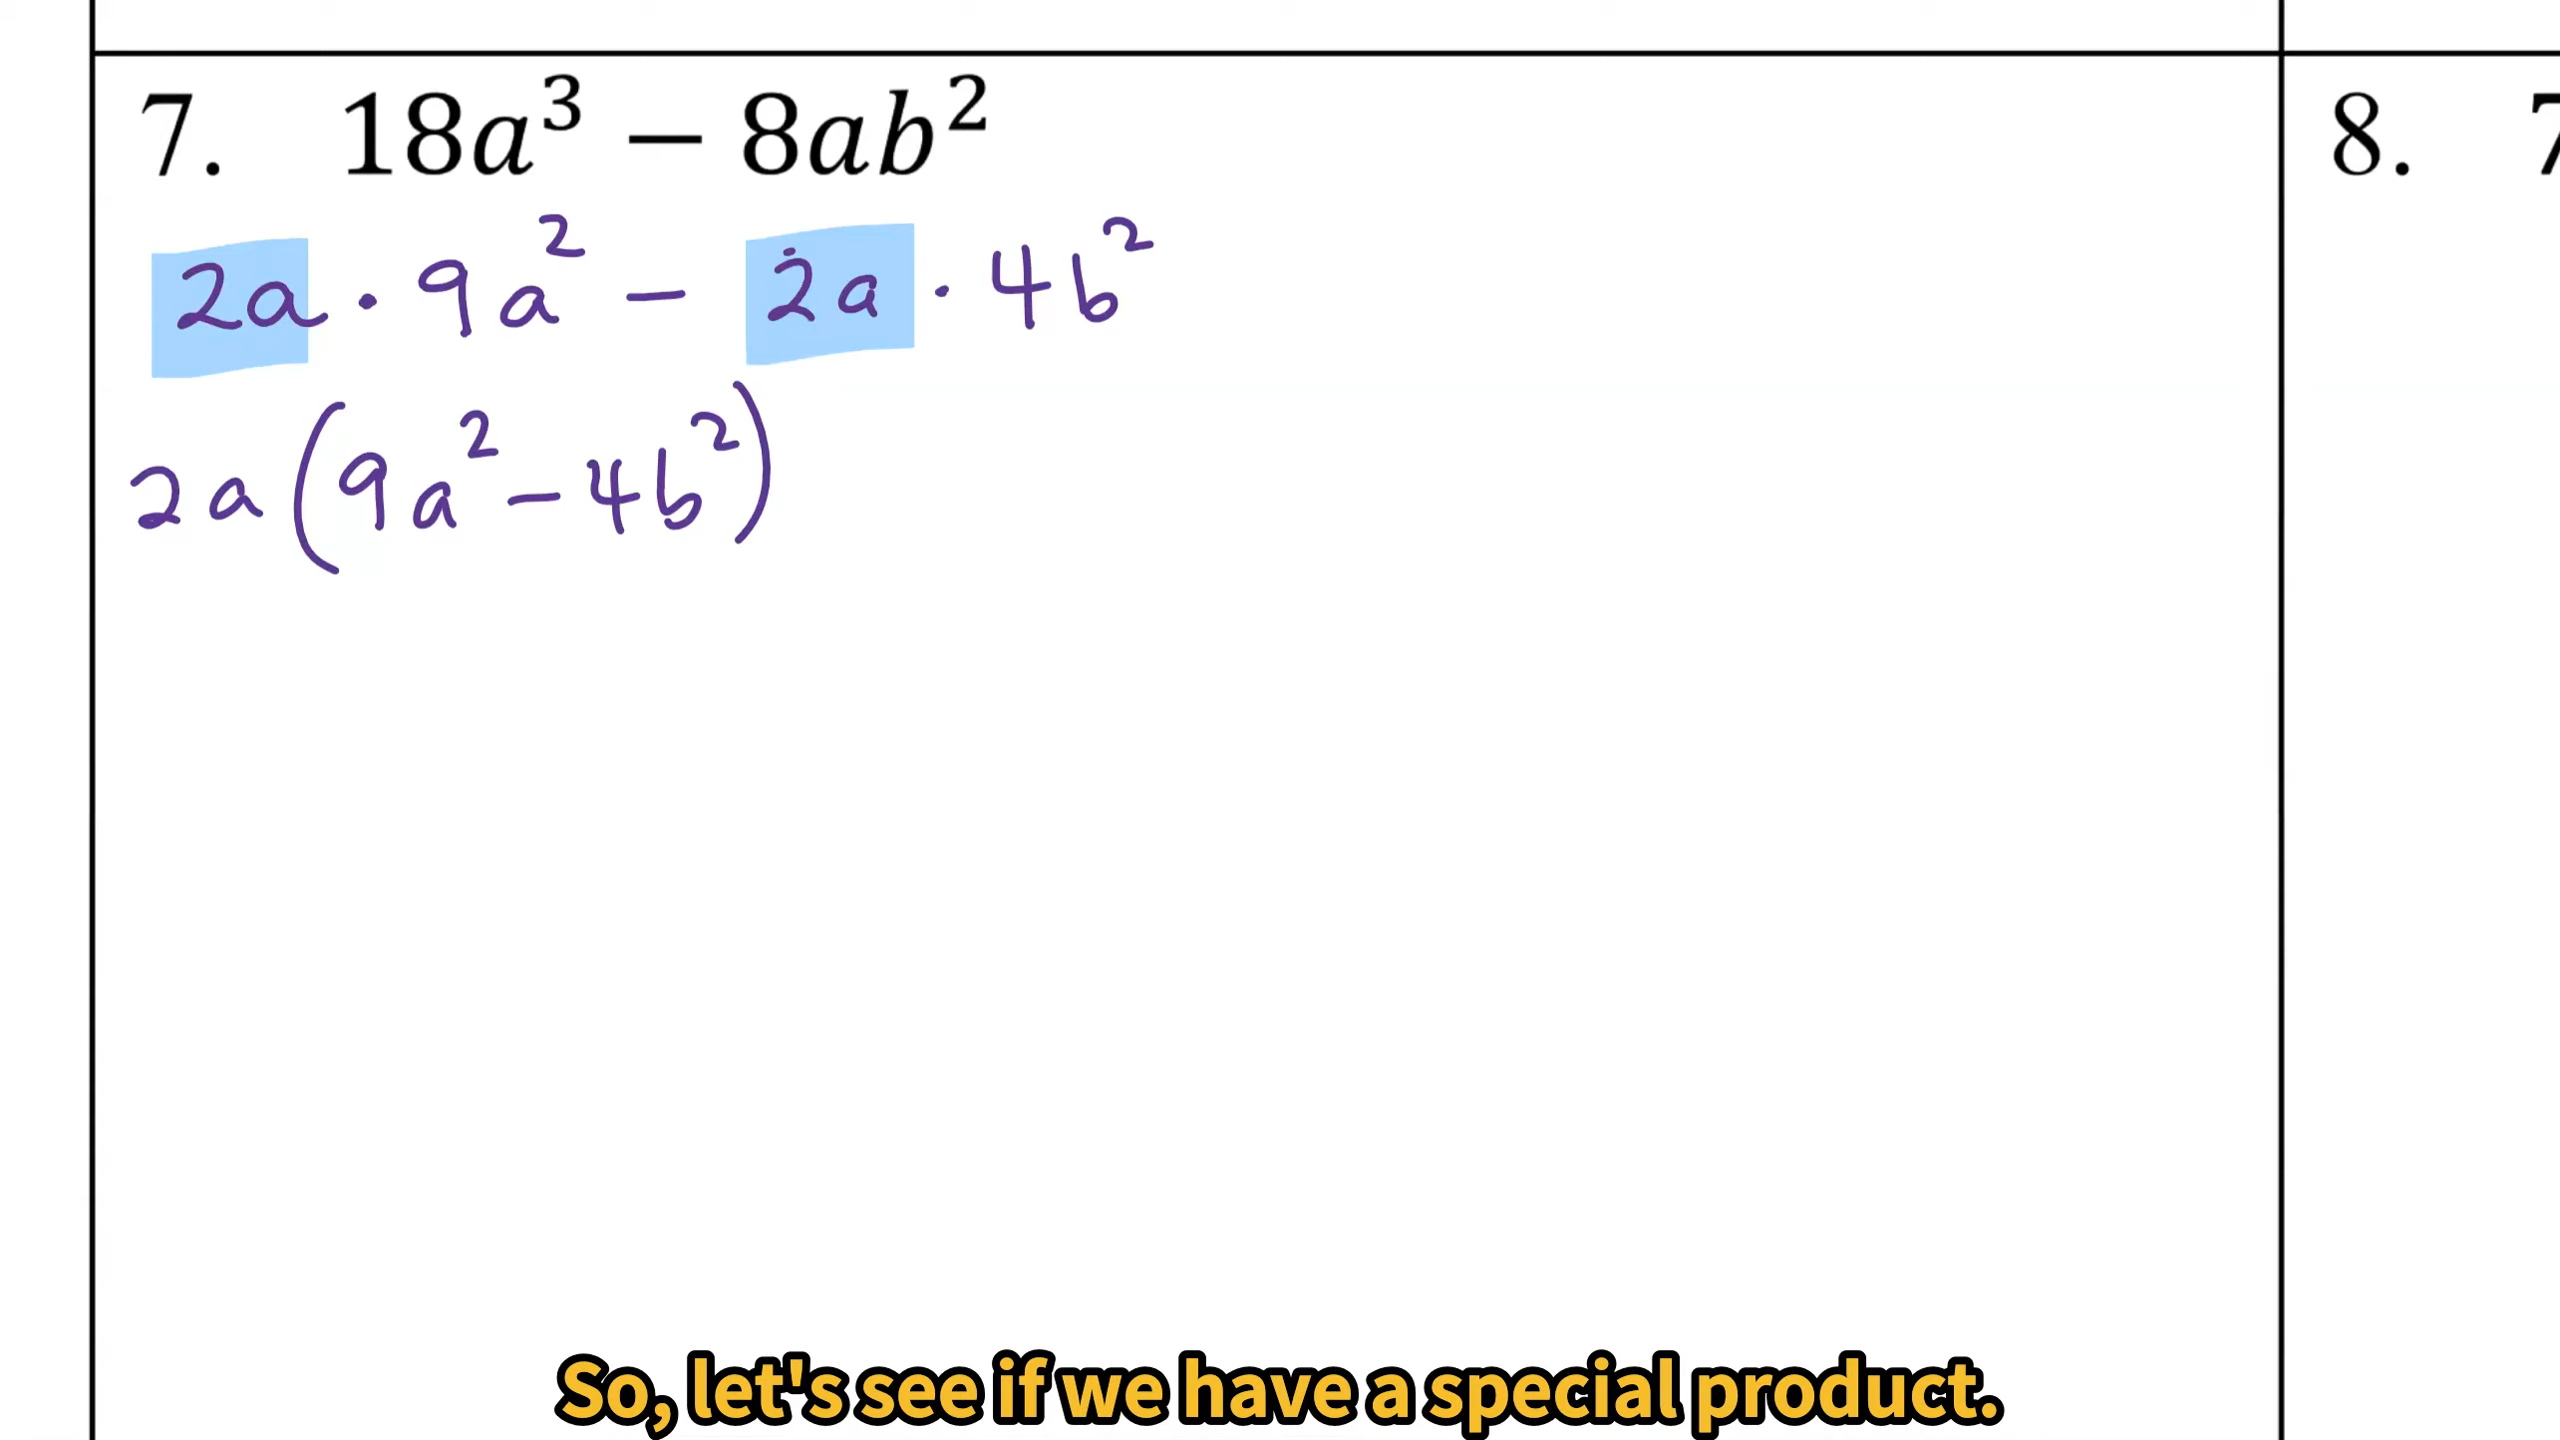 7. 18a³ − 8ab²
8. 7
2a · 9a² − 2a · 4b²
2a(9a² − 4b²)
So, let's see if we have a special product.